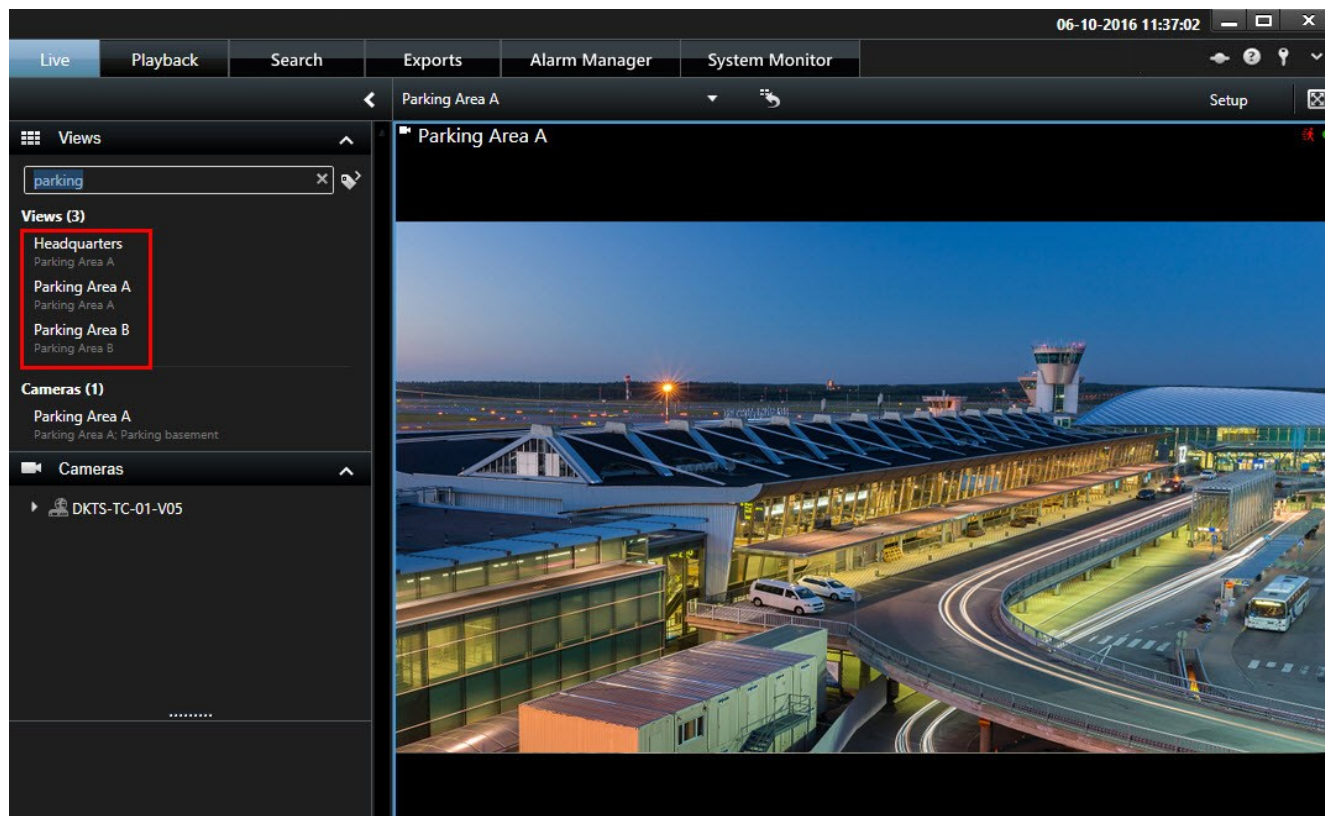 06-10-2016 11:37:02
Live Playback Search Exports Alarm Manager System Monitor
Parking Area A Setup
Views
Parking Area A
parking
Views (3)
Headquarters
Parking Area A
Parking Area A
Parking Area A
Parking Area B
Parking Area B
Cameras (1)
Parking Area A
Parking Area A; Parking basement
Cameras
DKTS-TC-01-V05